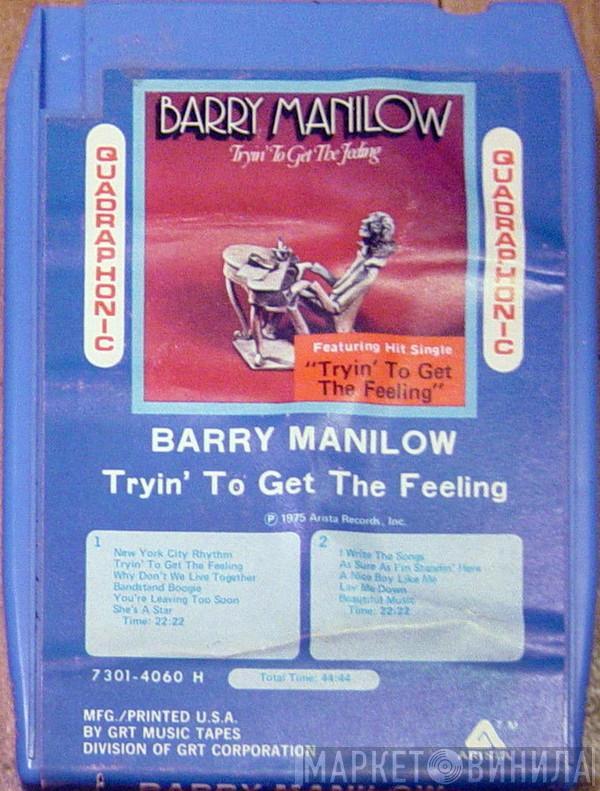 BARRY MANILOW
Tryin' To Get The Feeling
QUADRAPHONIC
QUADRAPHONIC
Featuring Hit Single
"Tryin' To Get
The Feeling"
BARRY MANILOW
Tryin' To Get The Feeling
Ⓟ 1975 Arista Records, Inc.
1
New York City Rhythm
Tryin' To Get The Feeling
Why Don't We Live Together
Bandstand Boogie
You're Leaving Too Soon
She's A Star
Time: 22:22
2
I Write The Songs
As Sure As I'm Standin' Here
A Nice Boy Like Me
Lay Me Down
Beautiful Music
Time: 22:22
7301-4060 H
Total Time: 44:44
MFG./PRINTED U.S.A.
BY GRT MUSIC TAPES
DIVISION OF GRT CORPORATION
T.M.
ARISTA
МАРКЕТ ВИНИЛА
BARRY MANILOW